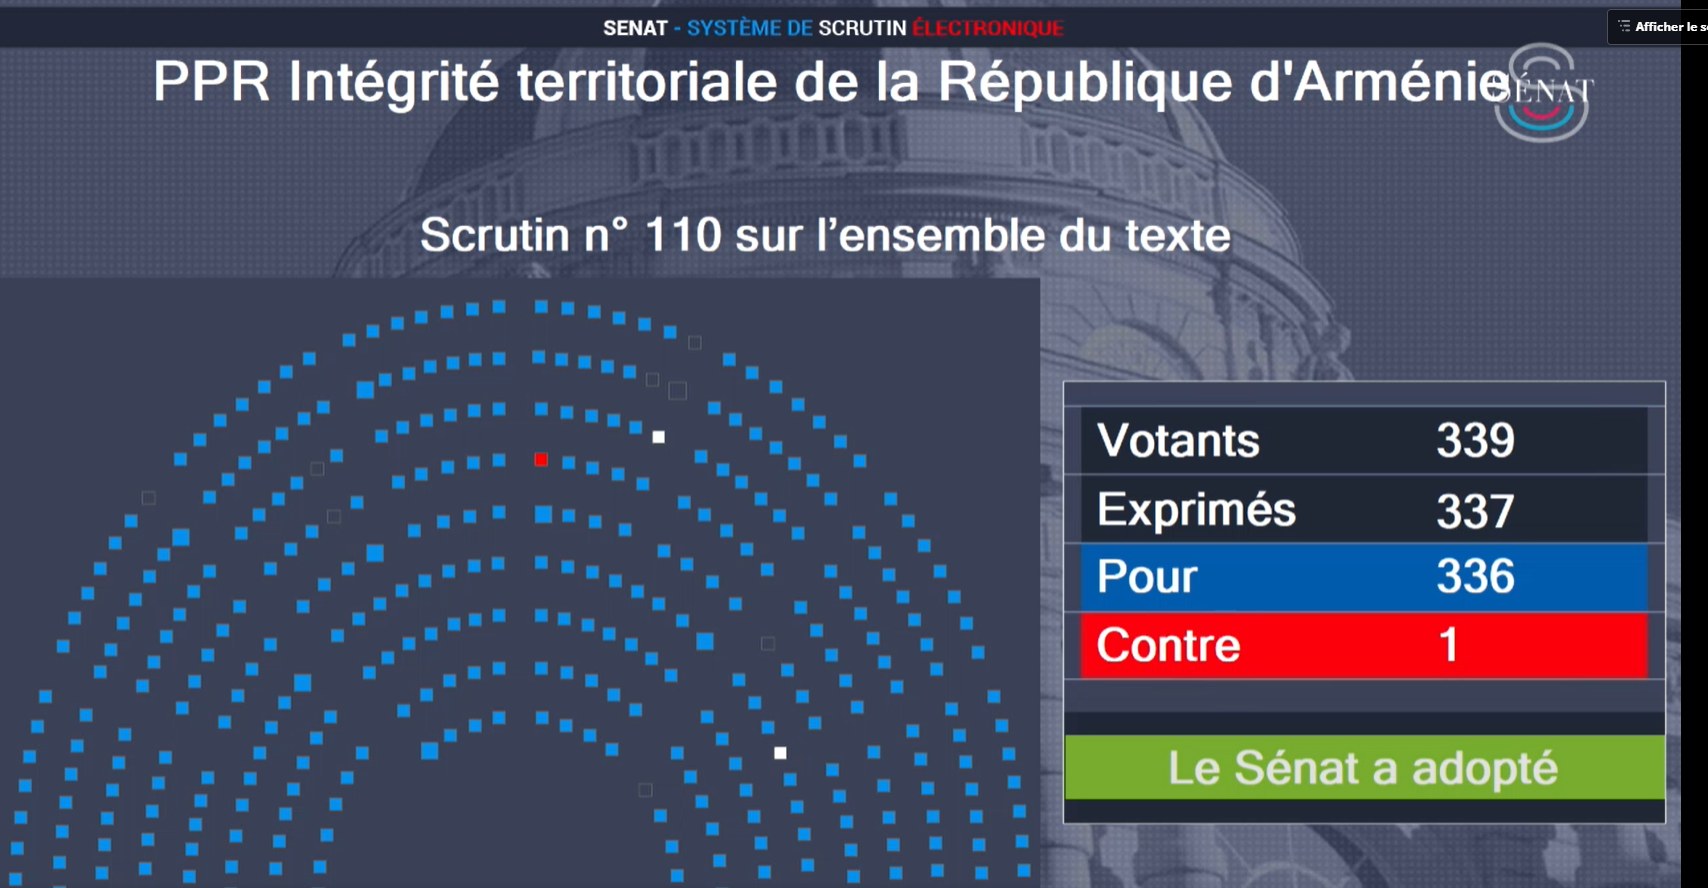 SENAT - SYSTÈME DE SCRUTIN ÉLECTRONIQUE
Afficher le
PPR Intégrité territoriale de la République d'Arménie
SÉNAT
Scrutin n° 110 sur l’ensemble du texte
Votants 339
Exprimés 337
Pour 336
Contre 1
Le Sénat a adopté